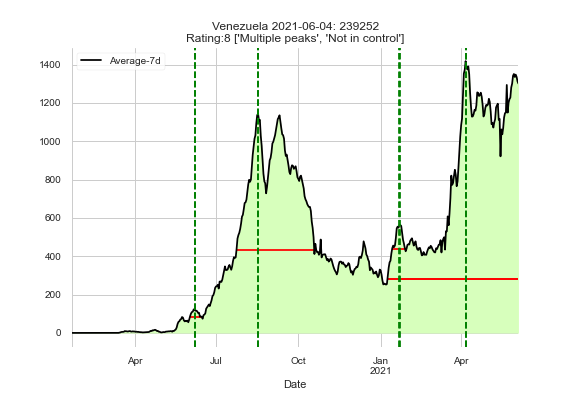 Venezuela 2021-06-04: 239252
Rating:8 ['Multiple peaks', 'Not in control']
Average-7d
1400
1200
1000
800
600
400
200
0
Apr Jul Oct Jan Apr
2021
Date